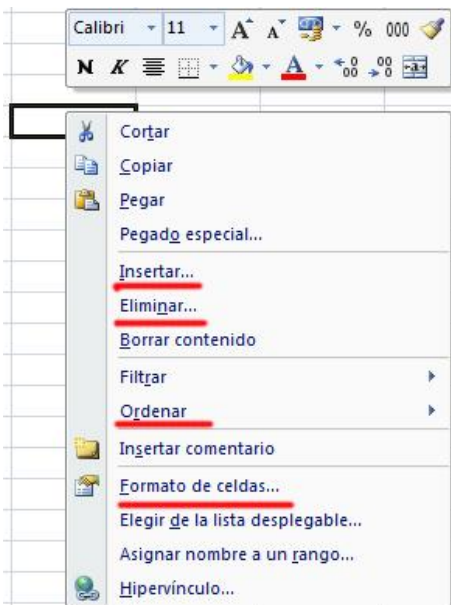 Calibri 11 A A % 000
N K A
Cortar
Copiar
Pegar
Pegado especial...
Insertar...
Eliminar...
Borrar contenido
Filtrar
Ordenar
Insertar comentario
Formato de celdas...
Elegir de la lista desplegable...
Asignar nombre a un rango...
Hipervínculo...